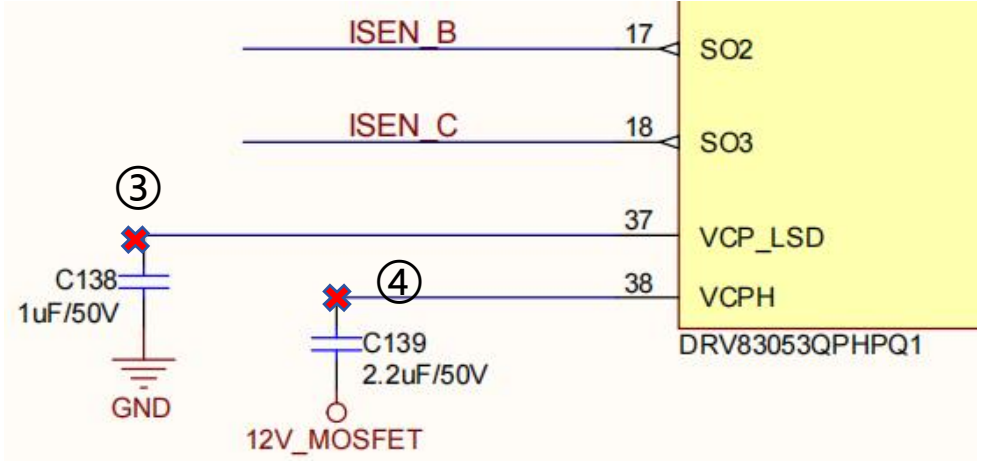 ISEN_B
17
SO2
ISEN_C
18
SO3
③
37
VCP_LSD
C138
1uF/50V
④
38
VCPH
C139
2.2uF/50V
DRV83053QPHPQ1
GND
12V_MOSFET